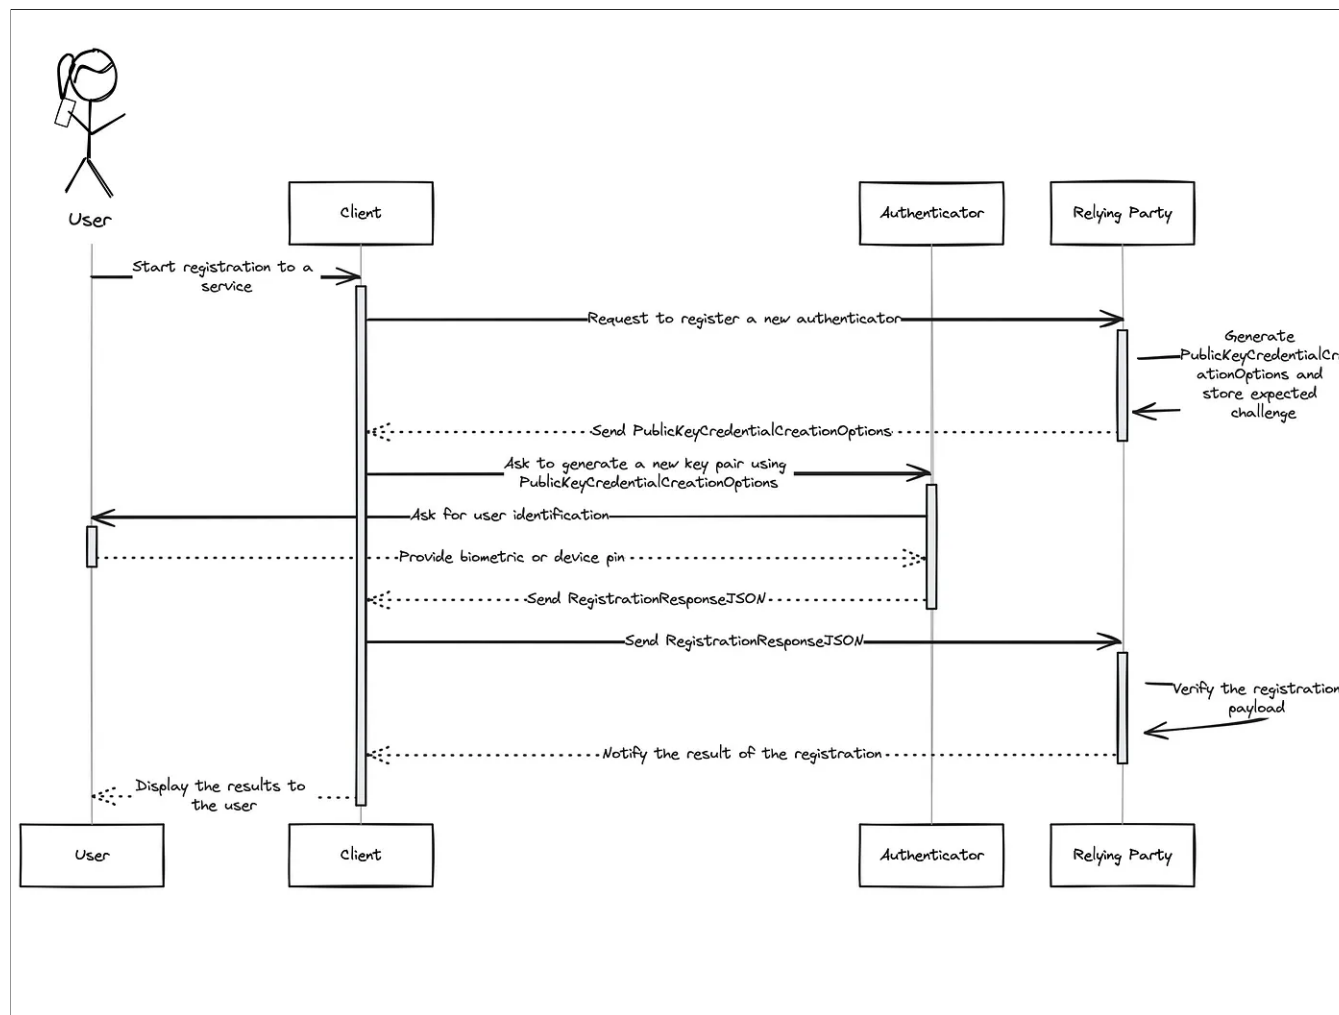 User
Client
Authenticator
Relying Party
Start registration to a
service
Request to register a new authenticator
Generate
PublicKeyCredentialCr
ationOptions and
store expected
challenge
Send PublicKeyCredentialCreationOptions
Ask to generate a new key pair using
PublicKeyCredentialCreationOptions
Ask for user identification
Provide biometric or device pin
Send RegistrationResponseJSON
Send RegistrationResponseJSON
Verify the registration
payload
Notify the result of the registration
Display the results to
the user
User
Client
Authenticator
Relying Party